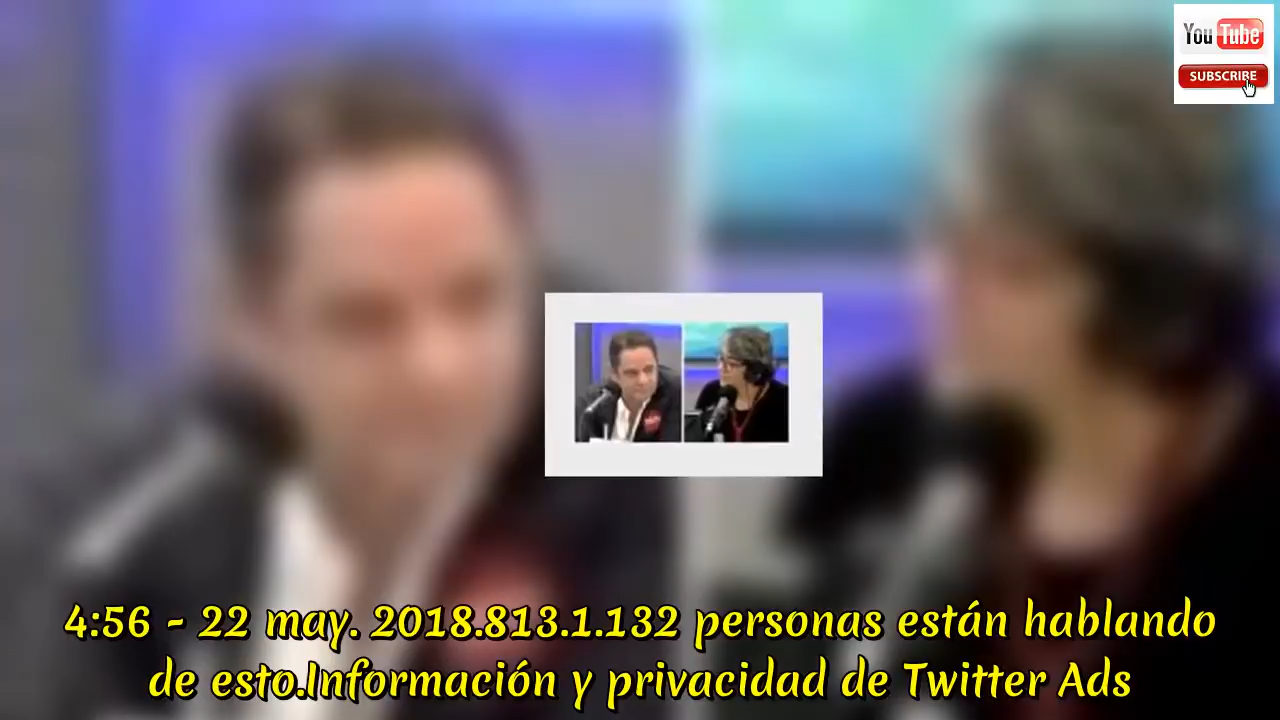 You Tube
SUBSCRIBE
4:56 - 22 may. 2018.813.1.132 personas están hablando
de esto.Información y privacidad de Twitter Ads